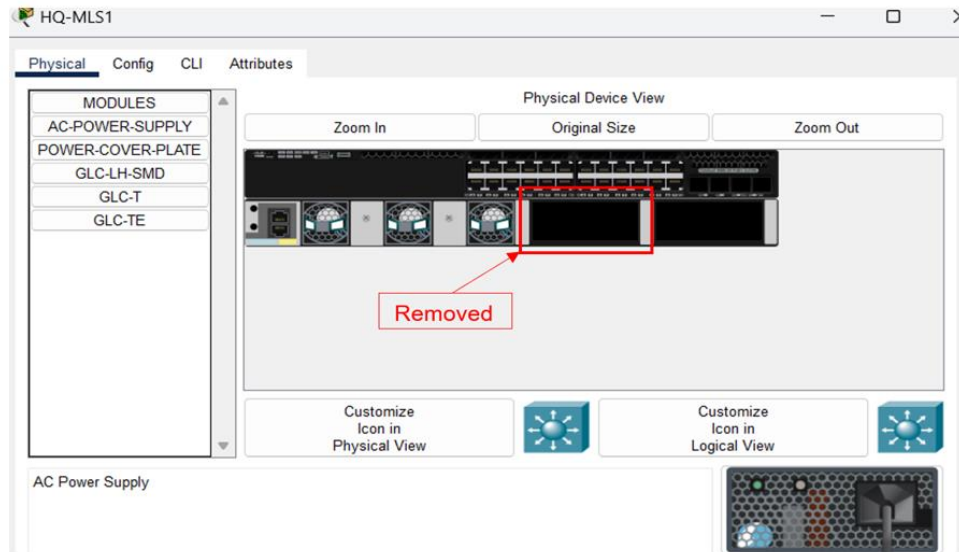 HQ-MLS1
Physical Config CLI Attributes
MODULES
AC-POWER-SUPPLY
POWER-COVER-PLATE
GLC-LH-SMD
GLC-T
GLC-TE
Physical Device View
Zoom In Original Size Zoom Out
Removed
Customize
Icon in
Physical View
Customize
Icon in
Logical View
AC Power Supply